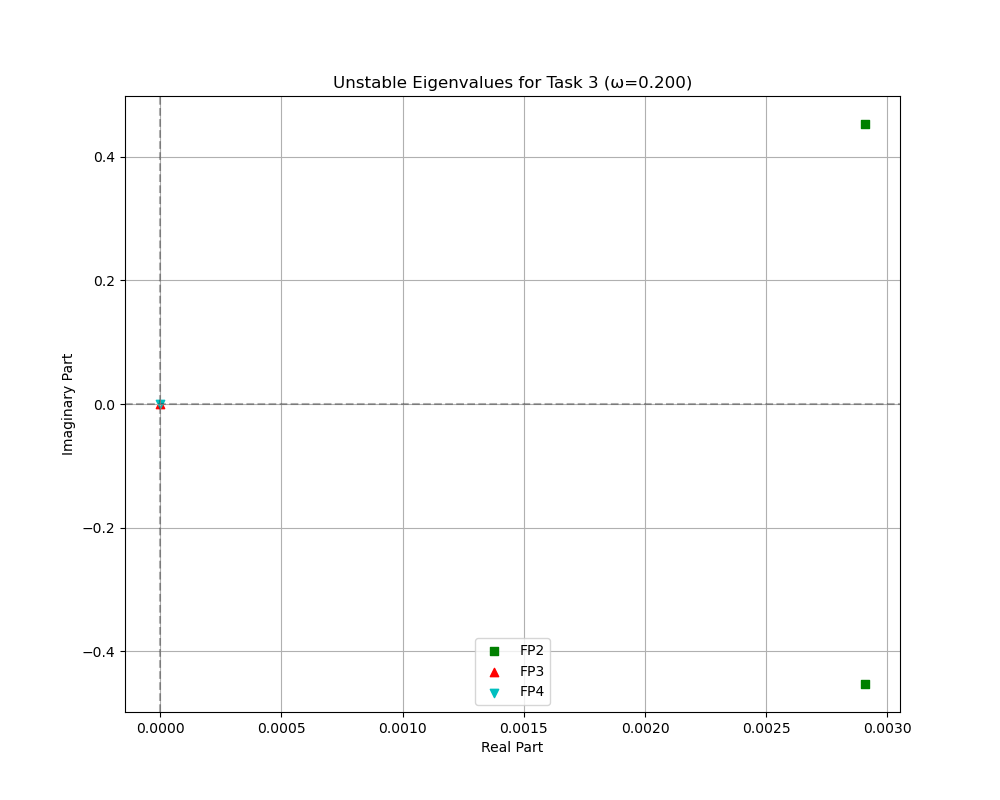 Unstable Eigenvalues for Task 3 (ω=0.200)
Imaginary Part
0.4
0.2
0.0
−0.2
−0.4
FP2
FP3
FP4
0.0000 0.0005 0.0010 0.0015 0.0020 0.0025 0.0030
Real Part